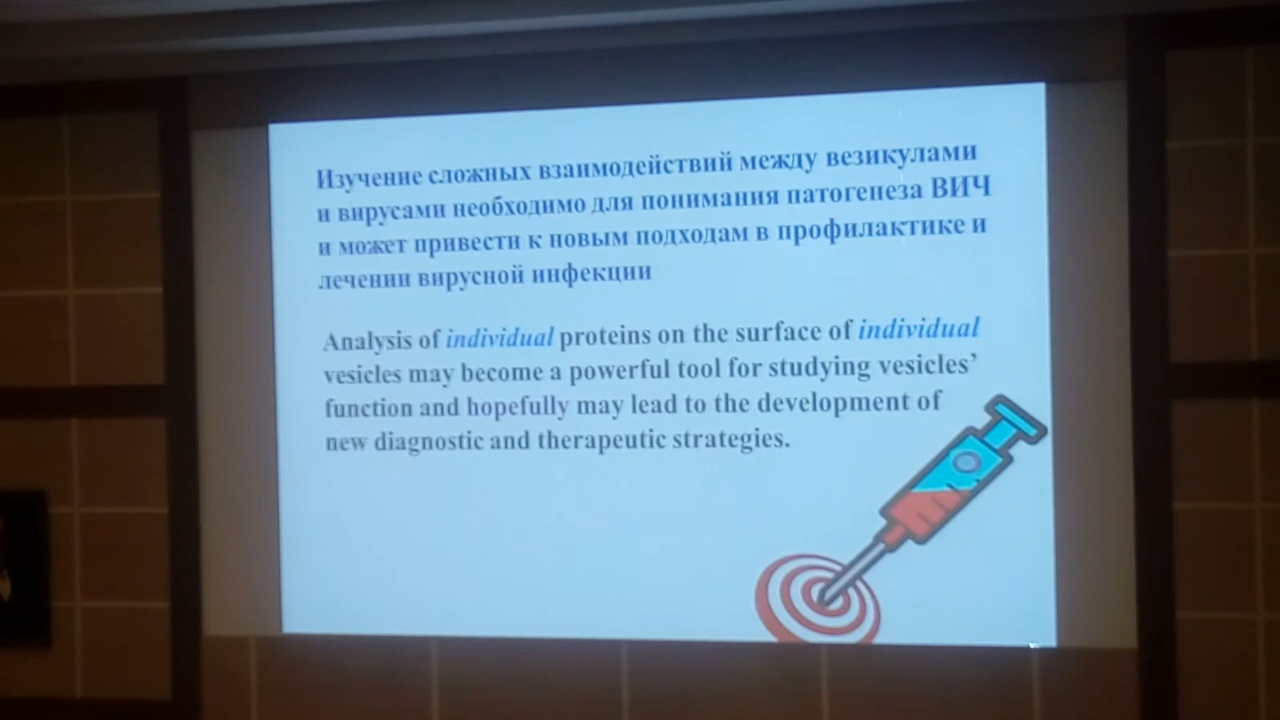 Изучение сложных взаимодействий между везикулами
и вирусами необходимо для понимания патогенеза ВИЧ
и может привести к новым подходам в профилактике и
лечении вирусной инфекции
Analysis of individual proteins on the surface of individual
vesicles may become a powerful tool for studying vesicles’
function and hopefully may lead to the development of
new diagnostic and therapeutic strategies.